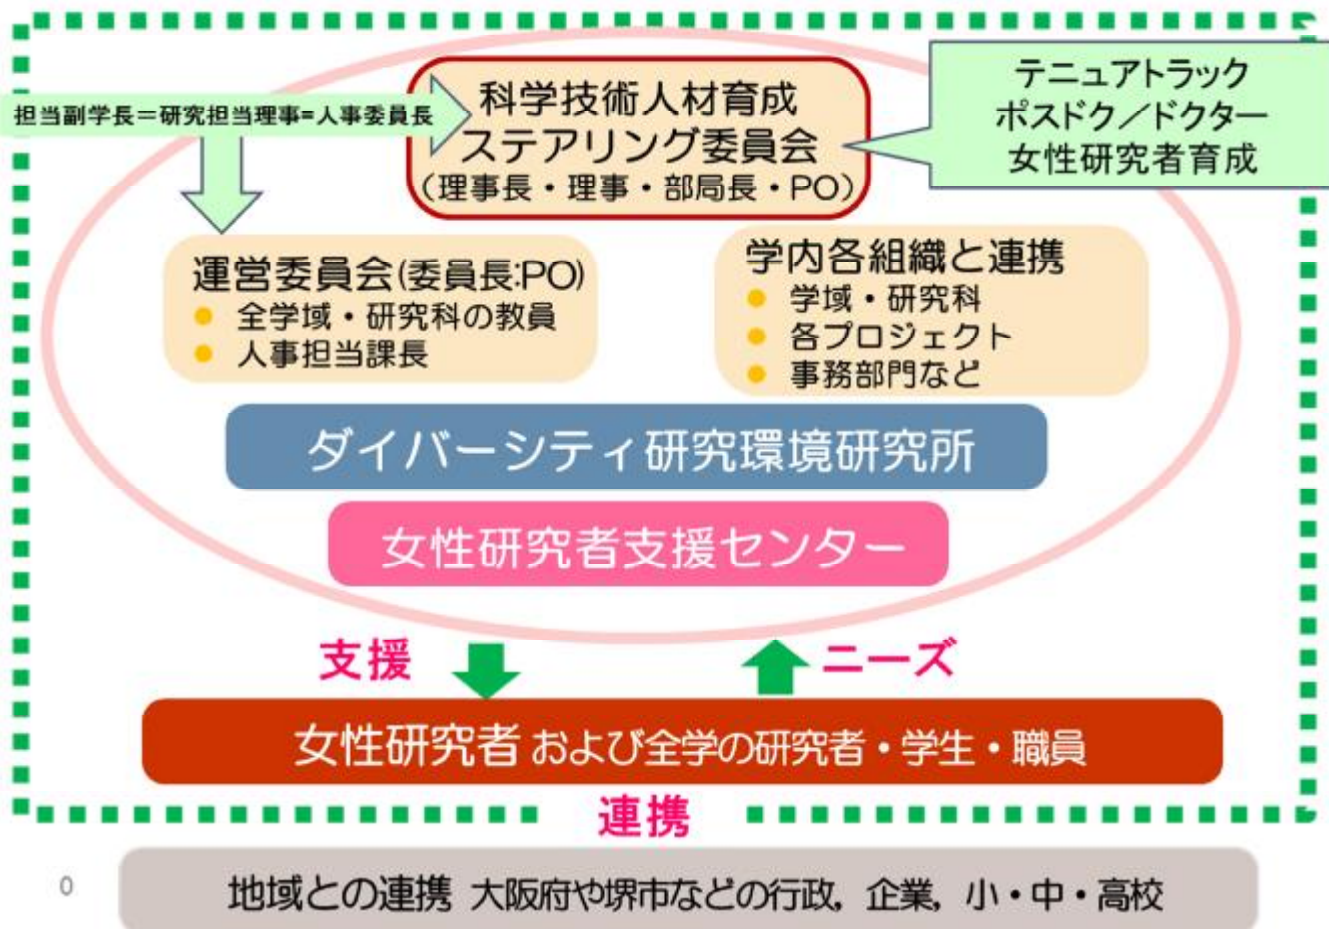 担当副学長=研究担当理事=人事委員長
科学技術人材育成
ステアリング委員会
(理事長・理事・部局長・PO)
テニュアトラック
ポスドク/ドクター
女性研究者育成
運営委員会(委員長:PO)
● 全学域・研究科の教員
● 人事担当課長
学内各組織と連携
● 学域・研究科
● 各プロジェクト
● 事務部門など
ダイバーシティ研究環境研究所
女性研究者支援センター
支援
ニーズ
女性研究者 および全学の研究者・学生・職員
連携
0
地域との連携 大阪府や堺市などの行政, 企業, 小・中・高校